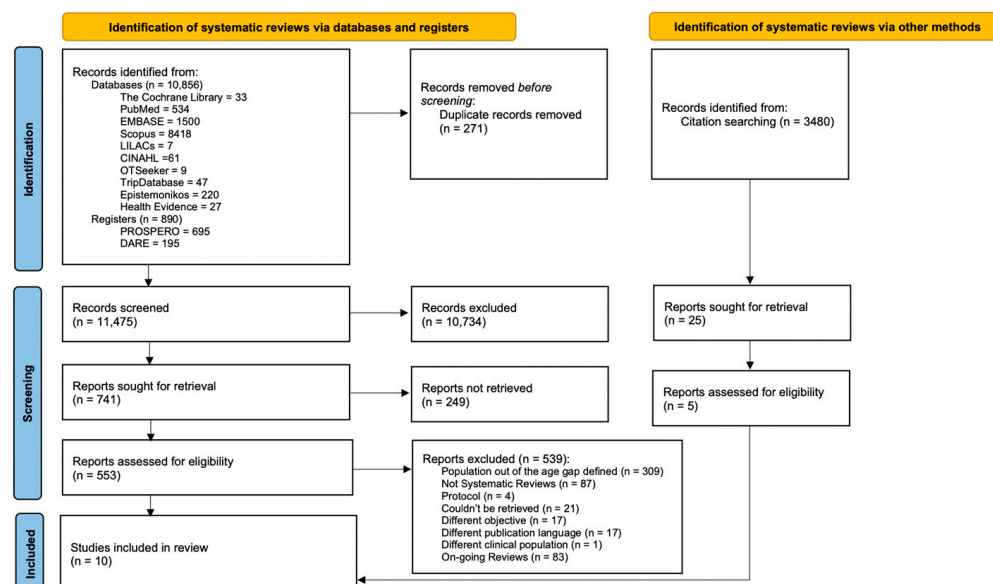 Identification of systematic reviews via databases and registers
Identification of systematic reviews via other methods
Identification
Records identified from:
Databases (n = 10,856)
The Cochrane Library = 33
PubMed = 534
EMBASE = 1500
Scopus = 8418
LILACs = 7
CINAHL =61
OTSeeker = 9
TripDatabase = 47
Epistemonikos = 220
Health Evidence = 27
Registers (n = 890)
PROSPERO = 695
DARE = 195
Records removed before
screening:
Duplicate records removed
(n = 271)
Records identified from:
Citation searching (n = 3480)
Screening
Records screened
(n = 11,475)
Records excluded
(n = 10,734)
Reports sought for retrieval
(n = 25)
Reports sought for retrieval
(n = 741)
Reports not retrieved
(n = 249)
Reports assessed for eligibility
(n = 5)
Reports assessed for eligibility
(n = 553)
Reports excluded (n = 539):
Population out of the age gap defined (n = 309)
Not Systematic Reviews (n = 87)
Protocol (n = 4)
Couldn't be retrieved (n = 21)
Different objective (n = 17)
Different publication language (n = 17)
Different clinical population (n = 1)
On-going Reviews (n = 83)
Included
Studies included in review
(n = 10)